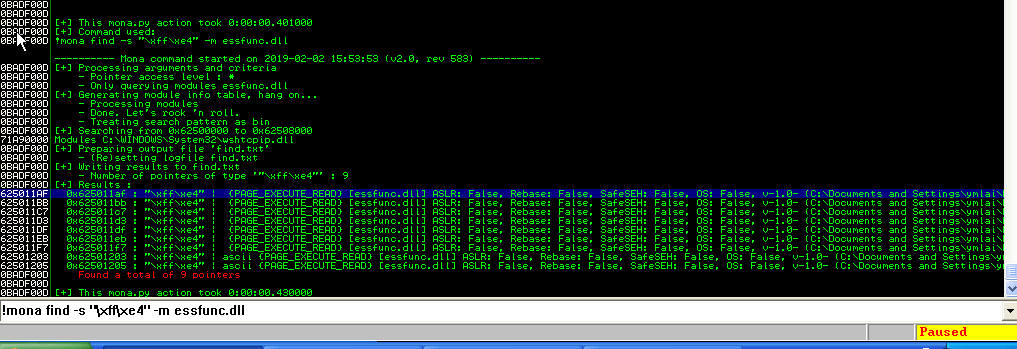 0BADF00D
0BADF00D
0BADF00D [+] This mona.py action took 0:00:00.401000
0BADF00D [+] Command used:
0BADF00D !mona find -s "\xff\xe4" -m essfunc.dll
---------- Mona command started on 2019-02-02 15:53:53 (v2.0, rev 583) ----------
0BADF00D [+] Processing arguments and criteria
0BADF00D - Pointer access level : #
0BADF00D - Only querying modules essfunc.dll
0BADF00D [+] Generating module info table, hang on...
0BADF00D - Processing modules
0BADF00D - Done. Let's rock 'n roll.
0BADF00D - Treating search pattern as bin
0BADF00D [+] Searching from 0x62500000 to 0x62508000
71A90000 Modules C:\WINDOWS\System32\wshtcpip.dll
0BADF00D [+] Preparing output file 'find.txt'
0BADF00D - (Re)setting logfile find.txt
0BADF00D [+] Writing results to find.txt
0BADF00D - Number of pointers of type '"\xff\xe4"' : 9
0BADF00D [+] Results :
625011AF 0x625011af : "\xff\xe4" | {PAGE_EXECUTE_READ} [essfunc.dll] ASLR: False, Rebase: False, SafeSEH: False, OS: False, v-1.0- (C:\Documents and Settings\ymlai\
625011BB 0x625011bb : "\xff\xe4" | {PAGE_EXECUTE_READ} [essfunc.dll] ASLR: False, Rebase: False, SafeSEH: False, OS: False, v-1.0- (C:\Documents and Settings\ymlai\
625011C7 0x625011c7 : "\xff\xe4" | {PAGE_EXECUTE_READ} [essfunc.dll] ASLR: False, Rebase: False, SafeSEH: False, OS: False, v-1.0- (C:\Documents and Settings\ymlai\
625011D3 0x625011d3 : "\xff\xe4" | {PAGE_EXECUTE_READ} [essfunc.dll] ASLR: False, Rebase: False, SafeSEH: False, OS: False, v-1.0- (C:\Documents and Settings\ymlai\
625011DF 0x625011df : "\xff\xe4" | {PAGE_EXECUTE_READ} [essfunc.dll] ASLR: False, Rebase: False, SafeSEH: False, OS: False, v-1.0- (C:\Documents and Settings\ymlai\
625011EB 0x625011eb : "\xff\xe4" | {PAGE_EXECUTE_READ} [essfunc.dll] ASLR: False, Rebase: False, SafeSEH: False, OS: False, v-1.0- (C:\Documents and Settings\ymlai\
625011F7 0x625011f7 : "\xff\xe4" | {PAGE_EXECUTE_READ} [essfunc.dll] ASLR: False, Rebase: False, SafeSEH: False, OS: False, v-1.0- (C:\Documents and Settings\ymlai\
62501203 0x62501203 : "\xff\xe4" | ascii {PAGE_EXECUTE_READ} [essfunc.dll] ASLR: False, Rebase: False, SafeSEH: False, OS: False, v-1.0- (C:\Documents and Settings\
62501205 0x62501205 : "\xff\xe4" | ascii {PAGE_EXECUTE_READ} [essfunc.dll] ASLR: False, Rebase: False, SafeSEH: False, OS: False, v-1.0- (C:\Documents and Settings\
0BADF00D Found a total of 9 pointers
0BADF00D
0BADF00D [+] This mona.py action took 0:00:00.430000
!mona find -s "\xff\xe4" -m essfunc.dll
Paused